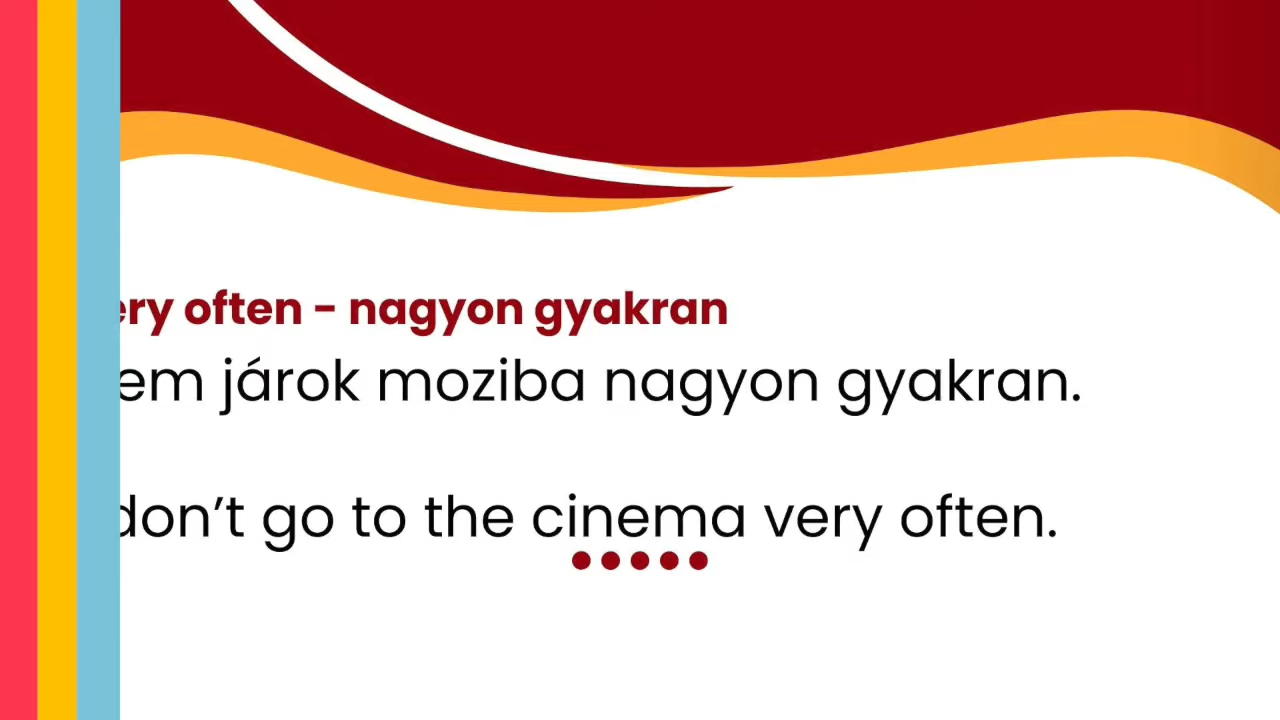 ery often - nagyon gyakran
em járok moziba nagyon gyakran.
don't go to the cinema very often.